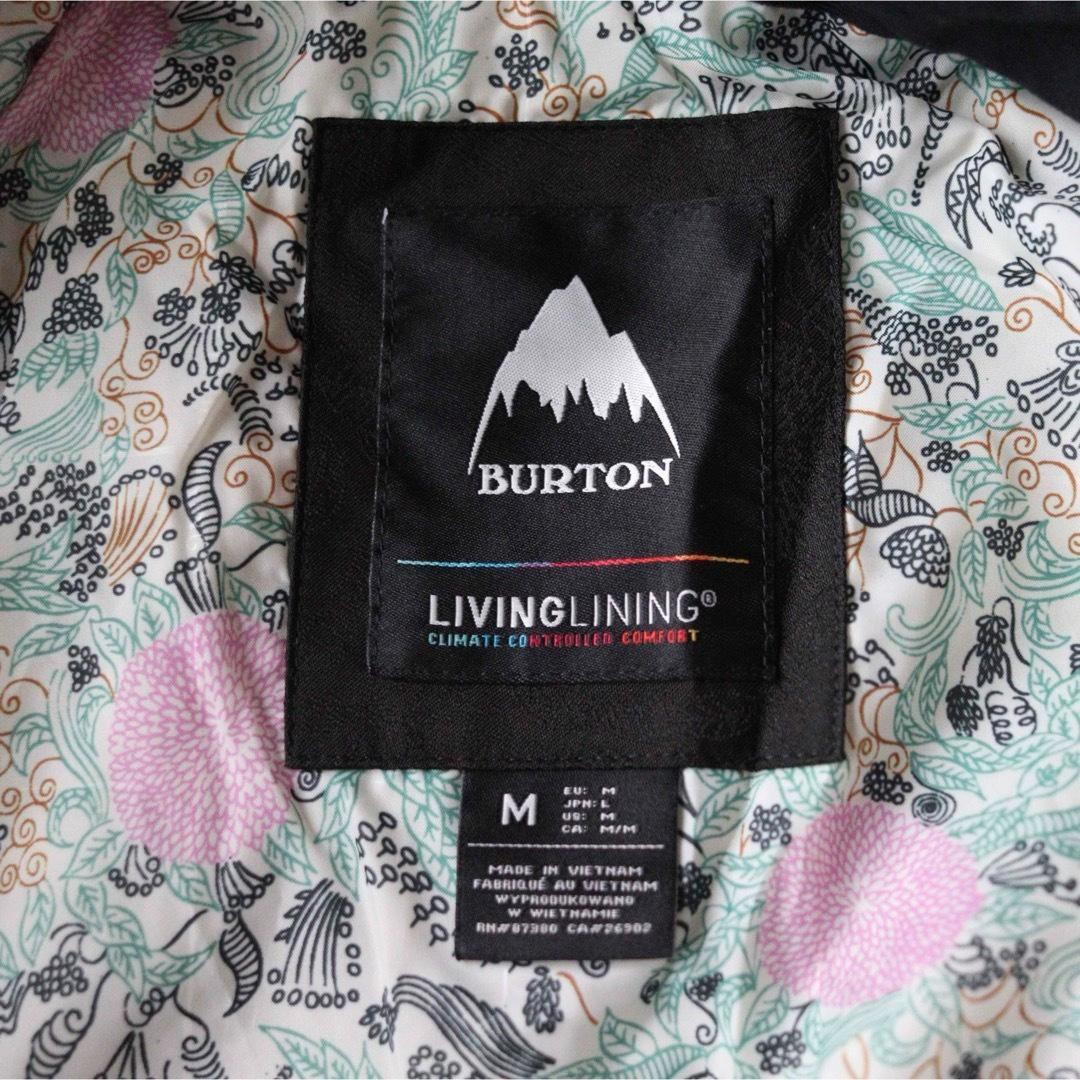 BURTON
LIVINGLINING®
CLIMATE CONTROLLED COMFORT
M
EU: M
JPN: L
US: M
CA: M/M
MADE IN VIETNAM
FABRIQUÉ AU VIETNAM
WYPRODUKOWANO
W WIETNAMIE
RN#87380 CA#26902